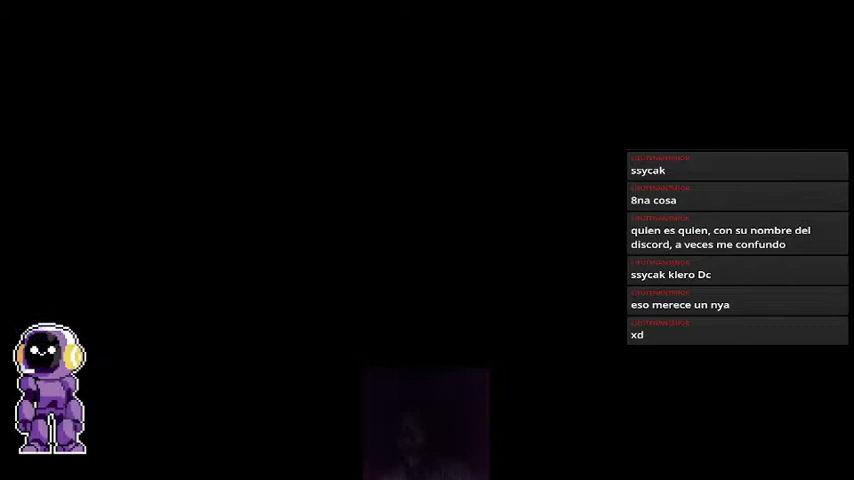 ssycak
8na cosa
quien es quien, con su nombre del
discord, a veces me confundo
ssycak klero Dc
eso merece un nya
xd